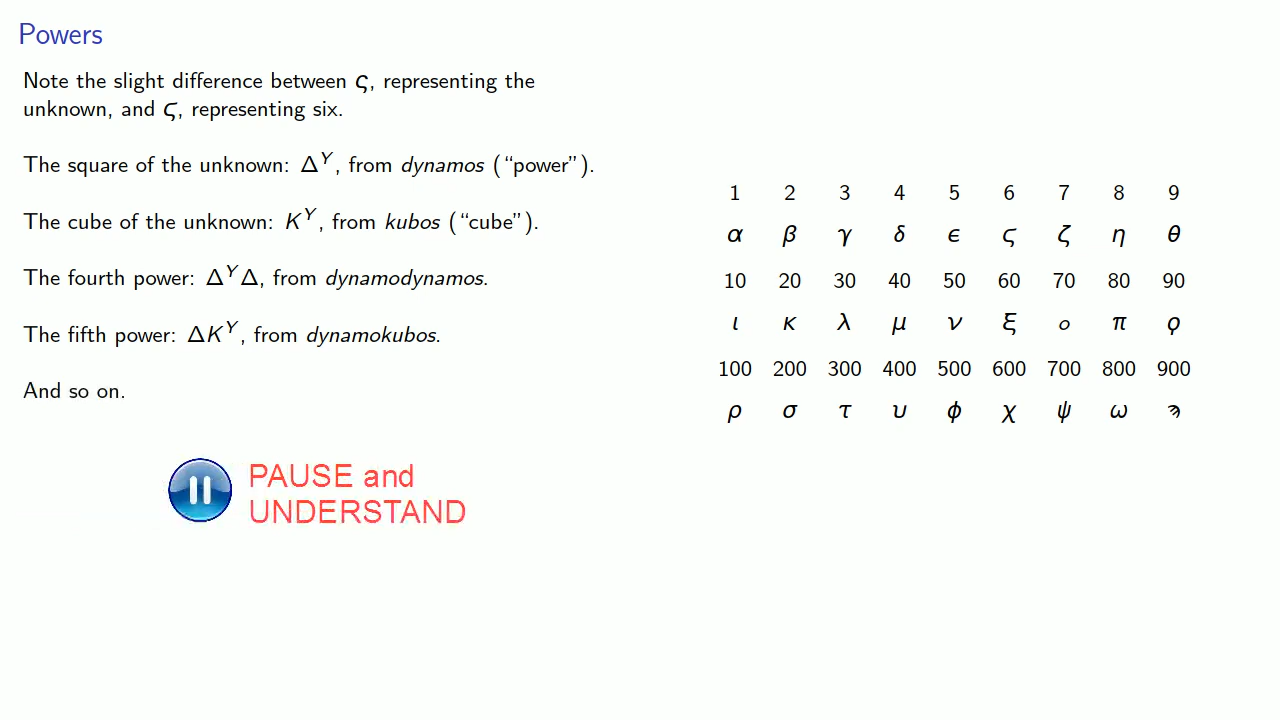 Powers
Note the slight difference between ς, representing the
unknown, and ϛ, representing six.
The square of the unknown: Δ^Y, from dynamos (“power”).
The cube of the unknown: K^Y, from kubos (“cube”).
The fourth power: Δ^YΔ, from dynamodynamos.
The fifth power: ΔK^Y, from dynamokubos.
And so on.
PAUSE and
UNDERSTAND
1 2 3 4 5 6 7 8 9
α β γ δ ϵ ϛ ζ η θ
10 20 30 40 50 60 70 80 90
ι κ λ μ ν ξ ο π ϙ
100 200 300 400 500 600 700 800 900
ρ σ τ υ ϕ χ ψ ω ϡ